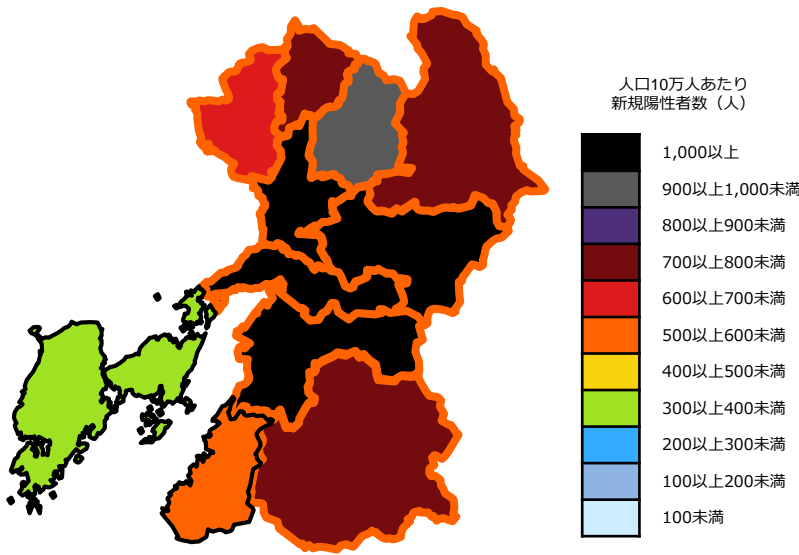 人口10万人あたり
新規陽性者数（人）
1,000以上
900以上1,000未満
800以上900未満
700以上800未満
600以上700未満
500以上600未満
400以上500未満
300以上400未満
200以上300未満
100以上200未満
100未満